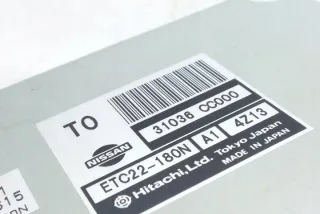 TO
31036 CC000
NISSAN
ETC22-180N A1 4Z13
Hitachi, Ltd. Tokyo Japan
MADE IN JAPAN